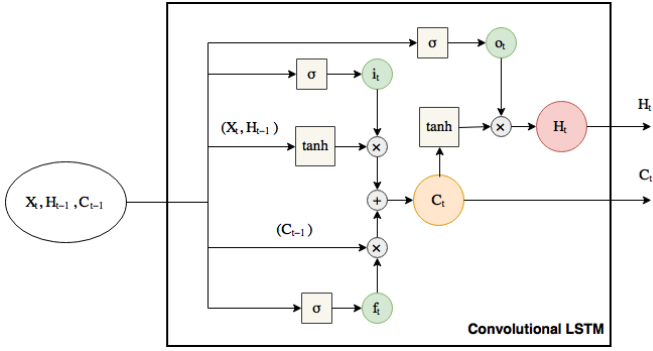 σ
oₜ
σ
iₜ
Hₜ
(Xₜ, Hₜ₋₁)
tanh
×
tanh
×
Hₜ
Xₜ, Hₜ₋₁, Cₜ₋₁
+
Cₜ
Cₜ
(Cₜ₋₁)
×
σ
fₜ
Convolutional LSTM